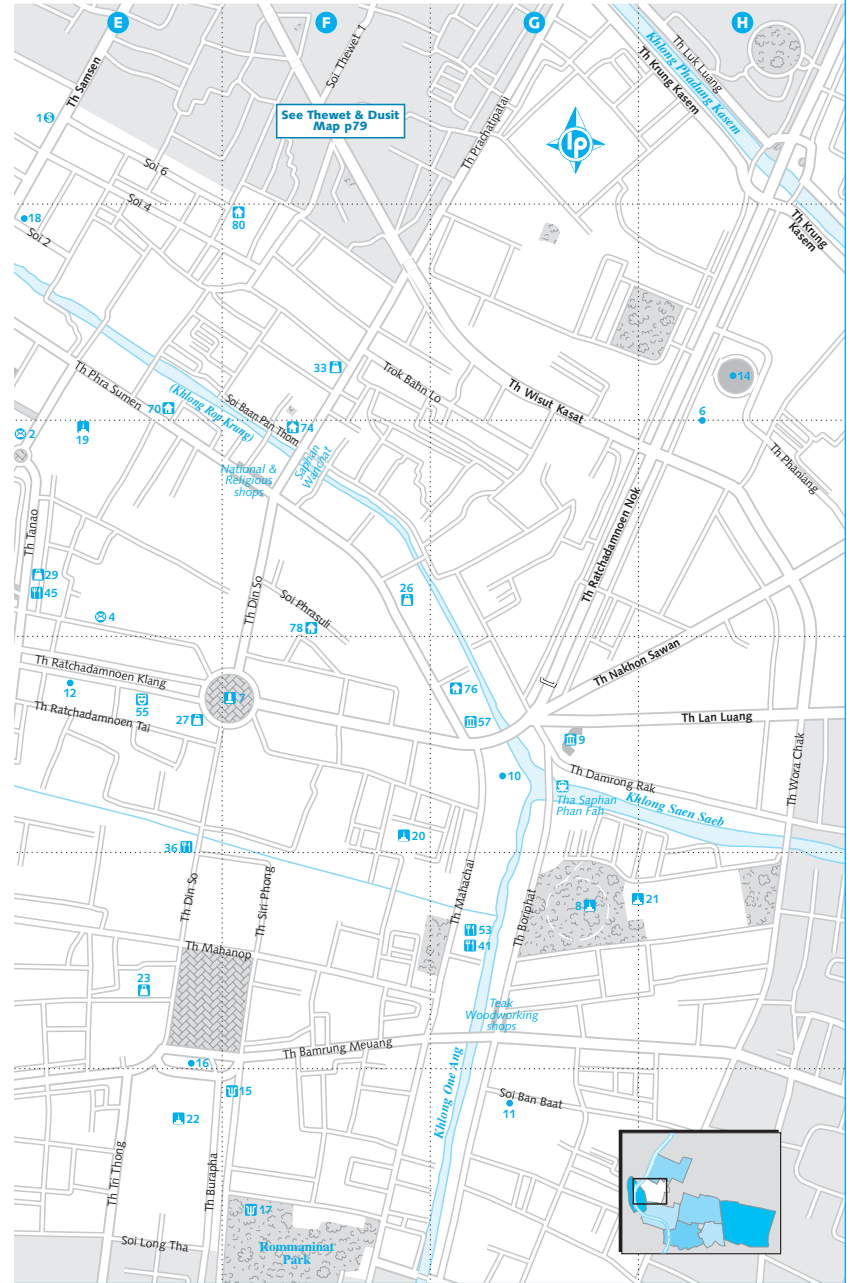 E
F
G
H
Th Samsen
Soi Thewet 1
Th Luk Luang
Khlong Phadung Kasem
Th Krung Kasem
1
$
See Thewet & Dusit
Map p79
lp
Th Prachatipatai
Soi 6
Soi 4
18
Soi 2
80
Th Krung
Kasem
33
Trok Bahn Lo
14
Th Phra Sumen
70
(Khlong Rop Krung)
Soi Baan Pan Thom
Th Wisut Kasat
6
2
19
74
Saphan
Wanchat
National &
Religious
shops
Th Phaniang
Th Tanao
Th Ratchadamnoen Nok
29
45
Th Din So
Soi Phrasuli
26
4
78
Th Ratchadamnoen Klang
Th Nakhon Sawan
12
55
7
76
Th Ratchadamnoen Tai
27
57
Th Lan Luang
9
Th Wora Chak
10
Th Damrong Rak
Tha Saphan
Phan Fah
Khlong Saen Saeb
20
36
Th Din So
Th Siri Phong
Th Mahachai
Th Boriphat
8
21
53
41
Th Mahanop
23
Teak
Woodworking
shops
Th Bamrung Meuang
16
Khlong One Ang
15
Soi Ban Baat
11
22
Th Tri Thong
Th Burapha
17
Soi Long Tha
Rommaninat
Park